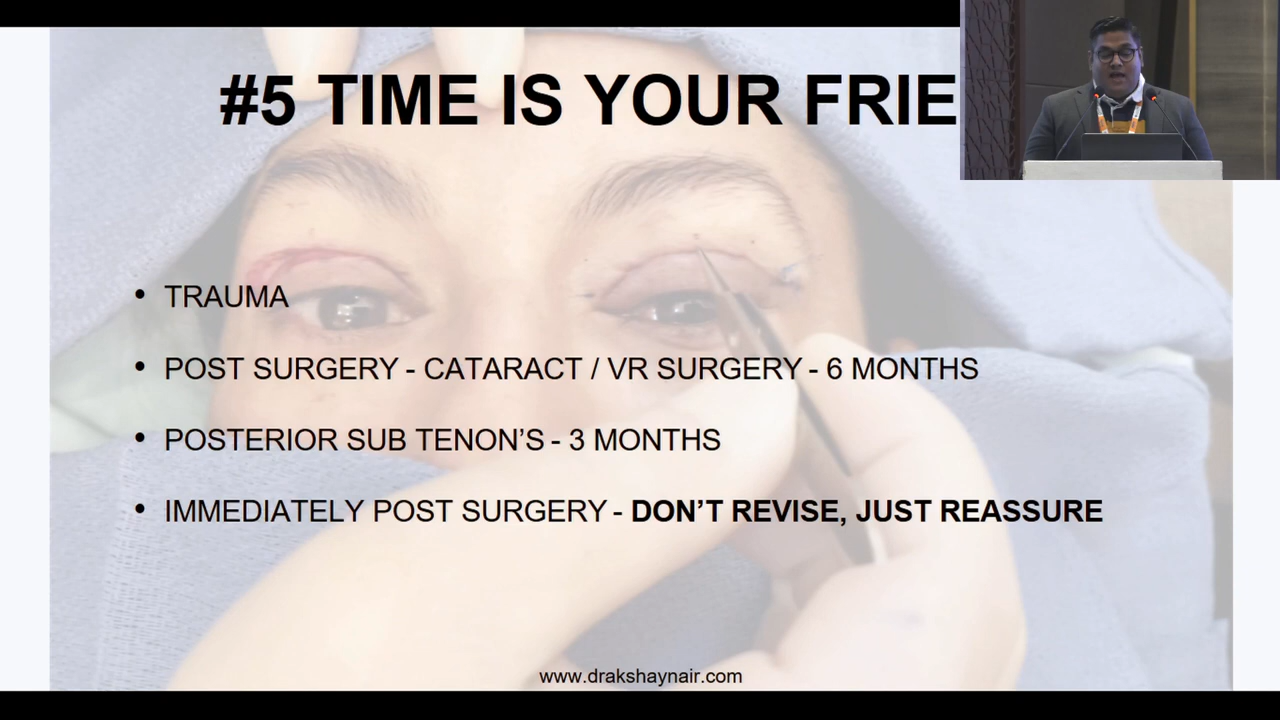 #5 TIME IS YOUR FRIE
• TRAUMA
• POST SURGERY - CATARACT / VR SURGERY - 6 MONTHS
• POSTERIOR SUB TENON'S - 3 MONTHS
• IMMEDIATELY POST SURGERY - DON'T REVISE, JUST REASSURE
www.drakshaynair.com